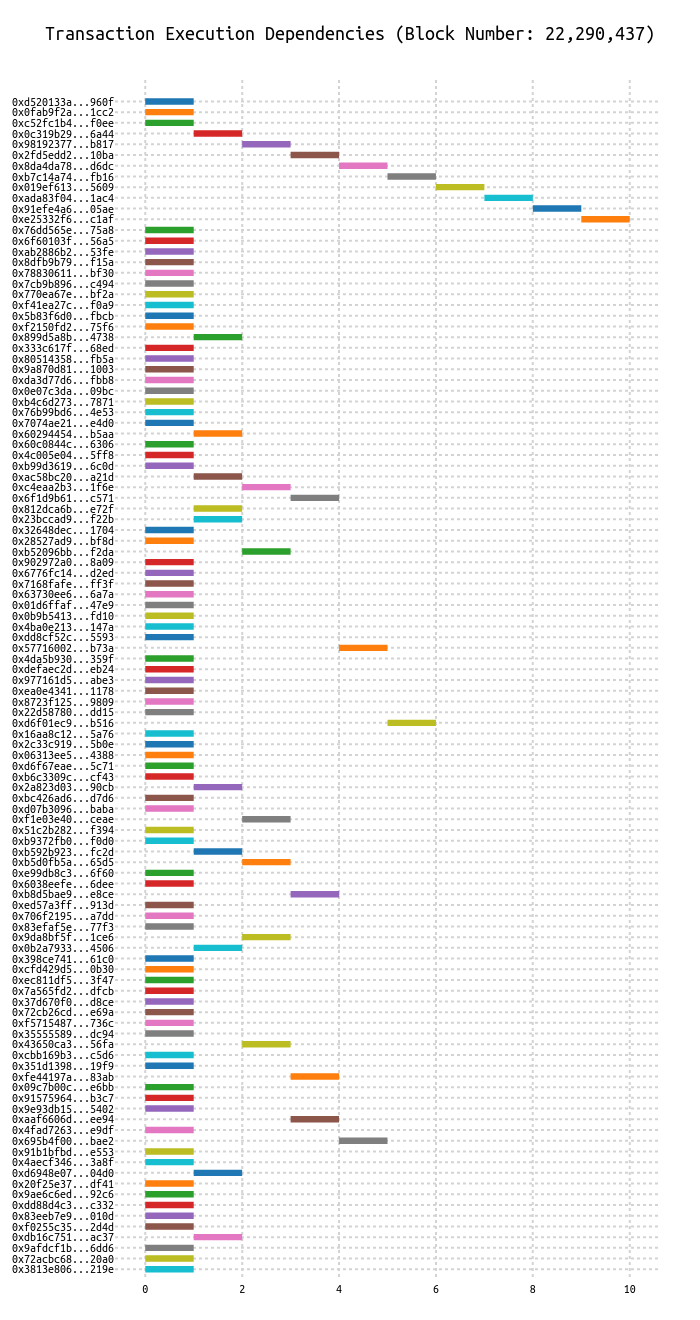 Transaction Execution Dependencies (Block Number: 22,290,437)
0xd520133a...960f
0x0fab9f2a...1cc2
0xc52fc1b4...f0ee
0x0c319b29...6a44
0x98192377...b817
0x2fd5edd2...10ba
0x8da4da78...d6dc
0xb7c14a74...fb16
0x019ef613...5609
0xada83f04...1ac4
0x91efe4a6...05ae
0xe25332f6...c1af
0x76dd565e...75a8
0x6f60103f...56a5
0xab2886b2...53fe
0x8dfb9b79...f15a
0x78830611...bf30
0x7cb9b896...c494
0x770ea67e...bf2a
0xf41ea27c...f0a9
0x5b83f6d0...fbcb
0xf2150fd2...75f6
0x899d5a8b...4738
0x333c617f...68ed
0x80514358...fb5a
0x9a870d81...1003
0xda3d77d6...fbb8
0x0e07c3da...09bc
0xb4c6d273...7871
0x76b99bd6...4e53
0x7074ae21...e4d0
0x60294454...b5aa
0x60c0844c...6306
0x4c005e04...5ff8
0xb99d3619...6c0d
0xac58bc20...a21d
0xc4eaa2b3...1f6e
0x6f1d9b61...c571
0x812dca6b...e72f
0x23bccad9...f22b
0x32648dec...1704
0x28527ad9...bf8d
0xb52096bb...f2da
0x902972a0...8a09
0x6776fc14...d2ed
0x7168fafe...ff3f
0x63730ee6...6a7a
0x01d6ffaf...47e9
0x0b9b5413...fd10
0x4ba0e213...147a
0xdd8cf52c...5593
0x57716002...b73a
0x4da5b930...359f
0xdefaec2d...eb24
0x977161d5...abe3
0xea0e4341...1178
0x8723f125...9809
0x22d58780...dd15
0xd6f01ec9...b516
0x16aa8c12...5a76
0x2c33c919...5b0e
0x06313ee5...4388
0xd6f67eae...5c71
0xb6c3309c...cf43
0x2a823d03...90cb
0xbc426ad6...d7d6
0xd07b3096...baba
0xf1e03e40...ceae
0x51c2b282...f394
0xb9372fb0...f0d0
0xb592b923...fc2d
0xb5d0fb5a...65d5
0xe99db8c3...6f60
0x6038eefe...6dee
0xb8d5bae9...e8ce
0xed57a3ff...913d
0x706f2195...a7dd
0x83efaf5e...77f3
0x9da8bf5f...1ce6
0x0b2a7933...4506
0x398ce741...61c0
0xcfd429d5...0b30
0xec811df5...3f47
0x7a565fd2...dfcb
0x37d670f0...d8ce
0x72cb26cd...e69a
0xf5715487...736c
0x35555589...dc94
0x43650ca3...56fa
0xcbb169b3...c5d6
0x351d1398...19f9
0xfe44197a...83ab
0x09c7b00c...e6bb
0x91575964...b3c7
0x9e93db15...5402
0xaaf6606d...ee94
0x4fad7263...e9df
0x695b4f00...bae2
0x91b1bfbd...e553
0x4aecf346...3a8f
0xd6948e07...04d0
0x20f25e37...df41
0x9ae6c6ed...92c6
0xdd88d4c3...c332
0x83eeb7e9...010d
0xf0255c35...2d4d
0xdb16c751...ac37
0x9afdcf1b...6dd6
0x72acbc68...20a0
0x3813e806...219e
0 2 4 6 8 10